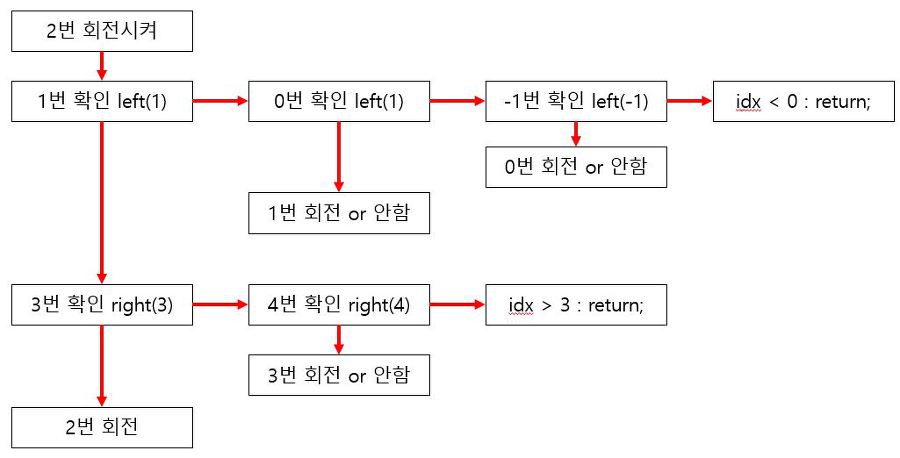 2번 회전시켜
1번 확인 left(1)
0번 확인 left(1)
-1번 확인 left(-1)
idx < 0 : return;
0번 회전 or 안함
1번 회전 or 안함
3번 확인 right(3)
4번 확인 right(4)
idx > 3 : return;
3번 회전 or 안함
2번 회전